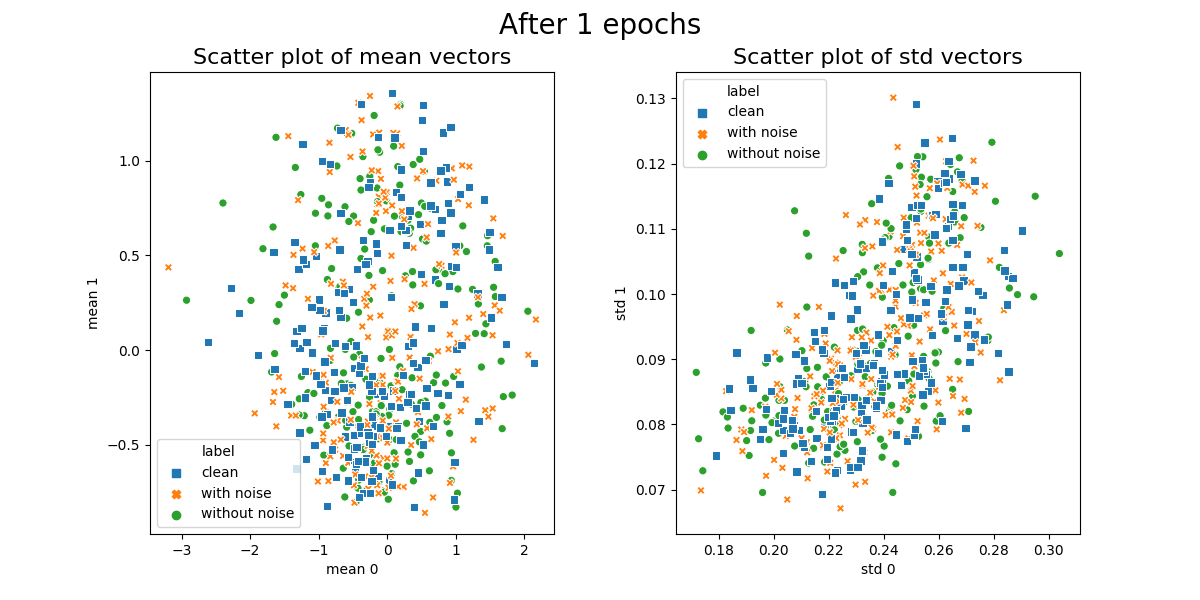 After 1 epochs
Scatter plot of mean vectors
1.0
0.5
0.0
−0.5
mean 1
label
clean
with noise
without noise
−3
−2
−1
0
1
2
mean 0
Scatter plot of std vectors
label
clean
with noise
without noise
0.13
0.12
0.11
0.10
0.09
0.08
0.07
std 1
0.18
0.20
0.22
0.24
0.26
0.28
0.30
std 0